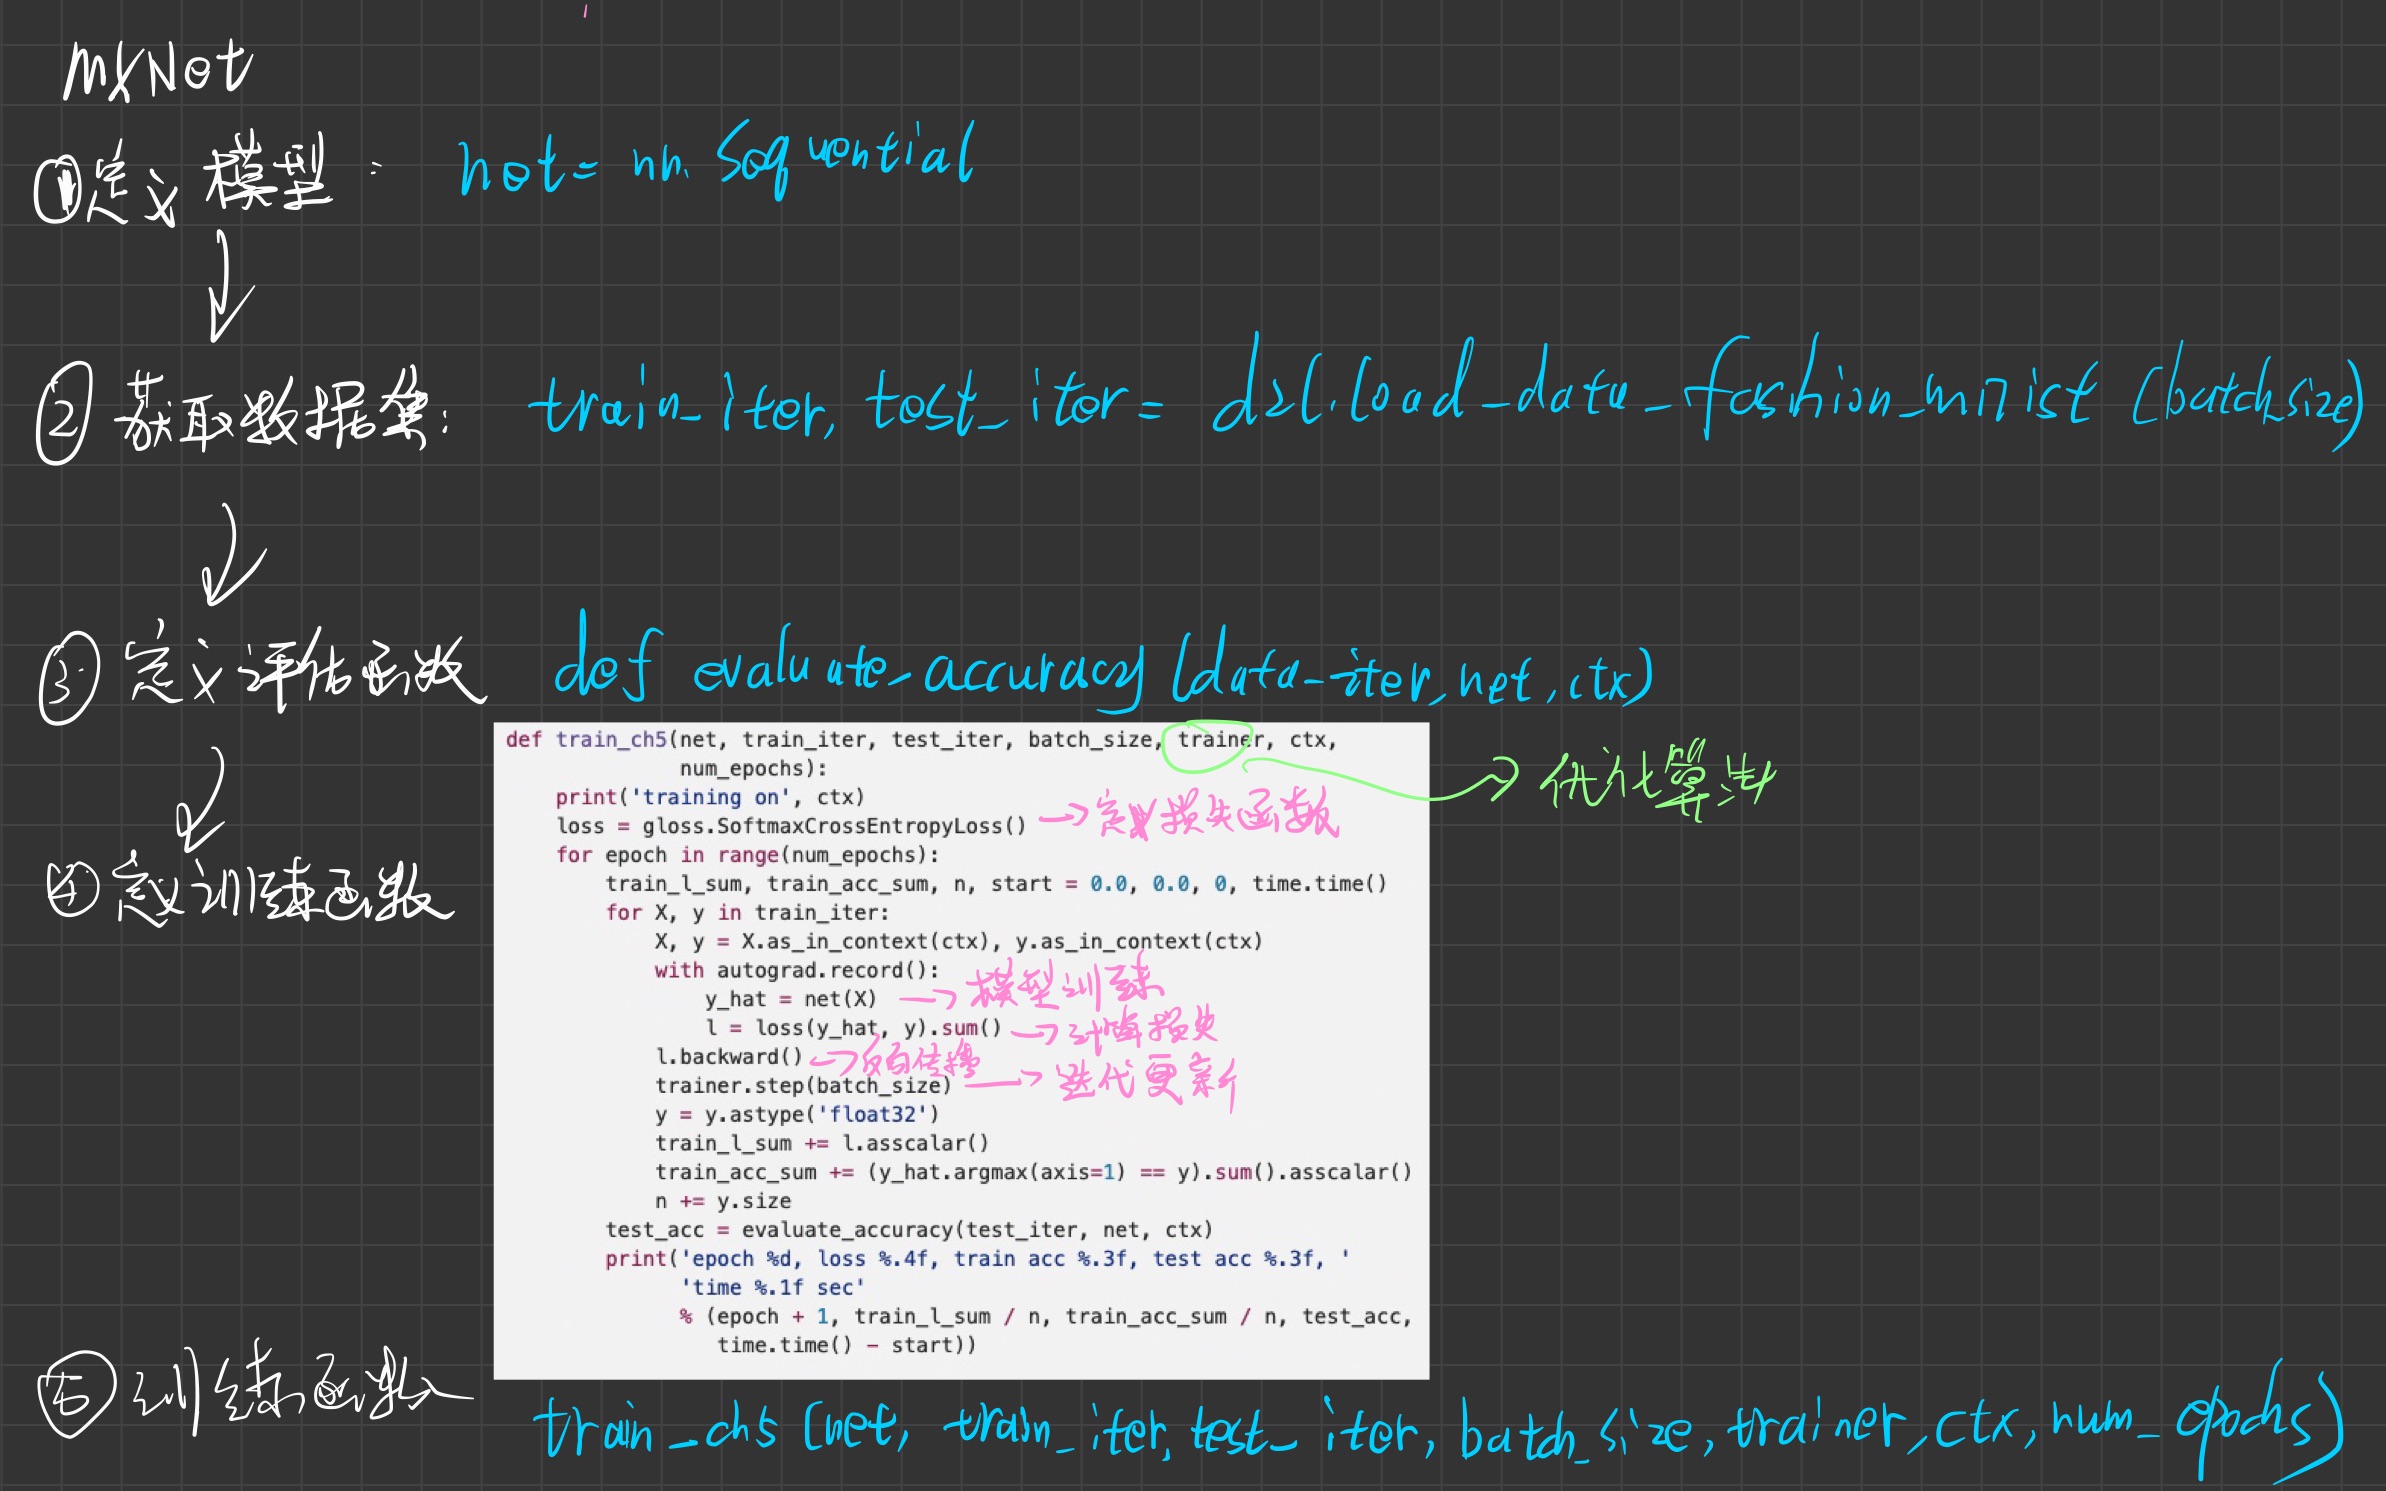 MXNet
①定义模型： net = nn.Sequential
②获取数据集： train_iter, test_iter = d2l.load_data_fashion_mnist (batch_size)
③定义评估函数 def evaluate_accuracy (data_iter, net, ctx)
def train_ch5(net, train_iter, test_iter, batch_size, trainer, ctx,
num_epochs):
→优化算法
print('training on', ctx)
loss = gloss.SoftmaxCrossEntropyLoss() →定义损失函数
for epoch in range(num_epochs):
④定义训练函数
train_l_sum, train_acc_sum, n, start = 0.0, 0.0, 0, time.time()
for X, y in train_iter:
X, y = X.as_in_context(ctx), y.as_in_context(ctx)
with autograd.record():
y_hat = net(X) →模型训练
l = loss(y_hat, y).sum() →计算损失
l.backward() →反向传播
trainer.step(batch_size) →迭代更新
y = y.astype('float32')
train_l_sum += l.asscalar()
train_acc_sum += (y_hat.argmax(axis=1) == y).sum().asscalar()
n += y.size
test_acc = evaluate_accuracy(test_iter, net, ctx)
print('epoch %d, loss %.4f, train acc %.3f, test acc %.3f, '
'time %.1f sec'
% (epoch + 1, train_l_sum / n, train_acc_sum / n, test_acc,
time.time() - start))
⑤训练函数 train_ch5 (net, train_iter, test_iter, batch_size, trainer, ctx, num_epochs)